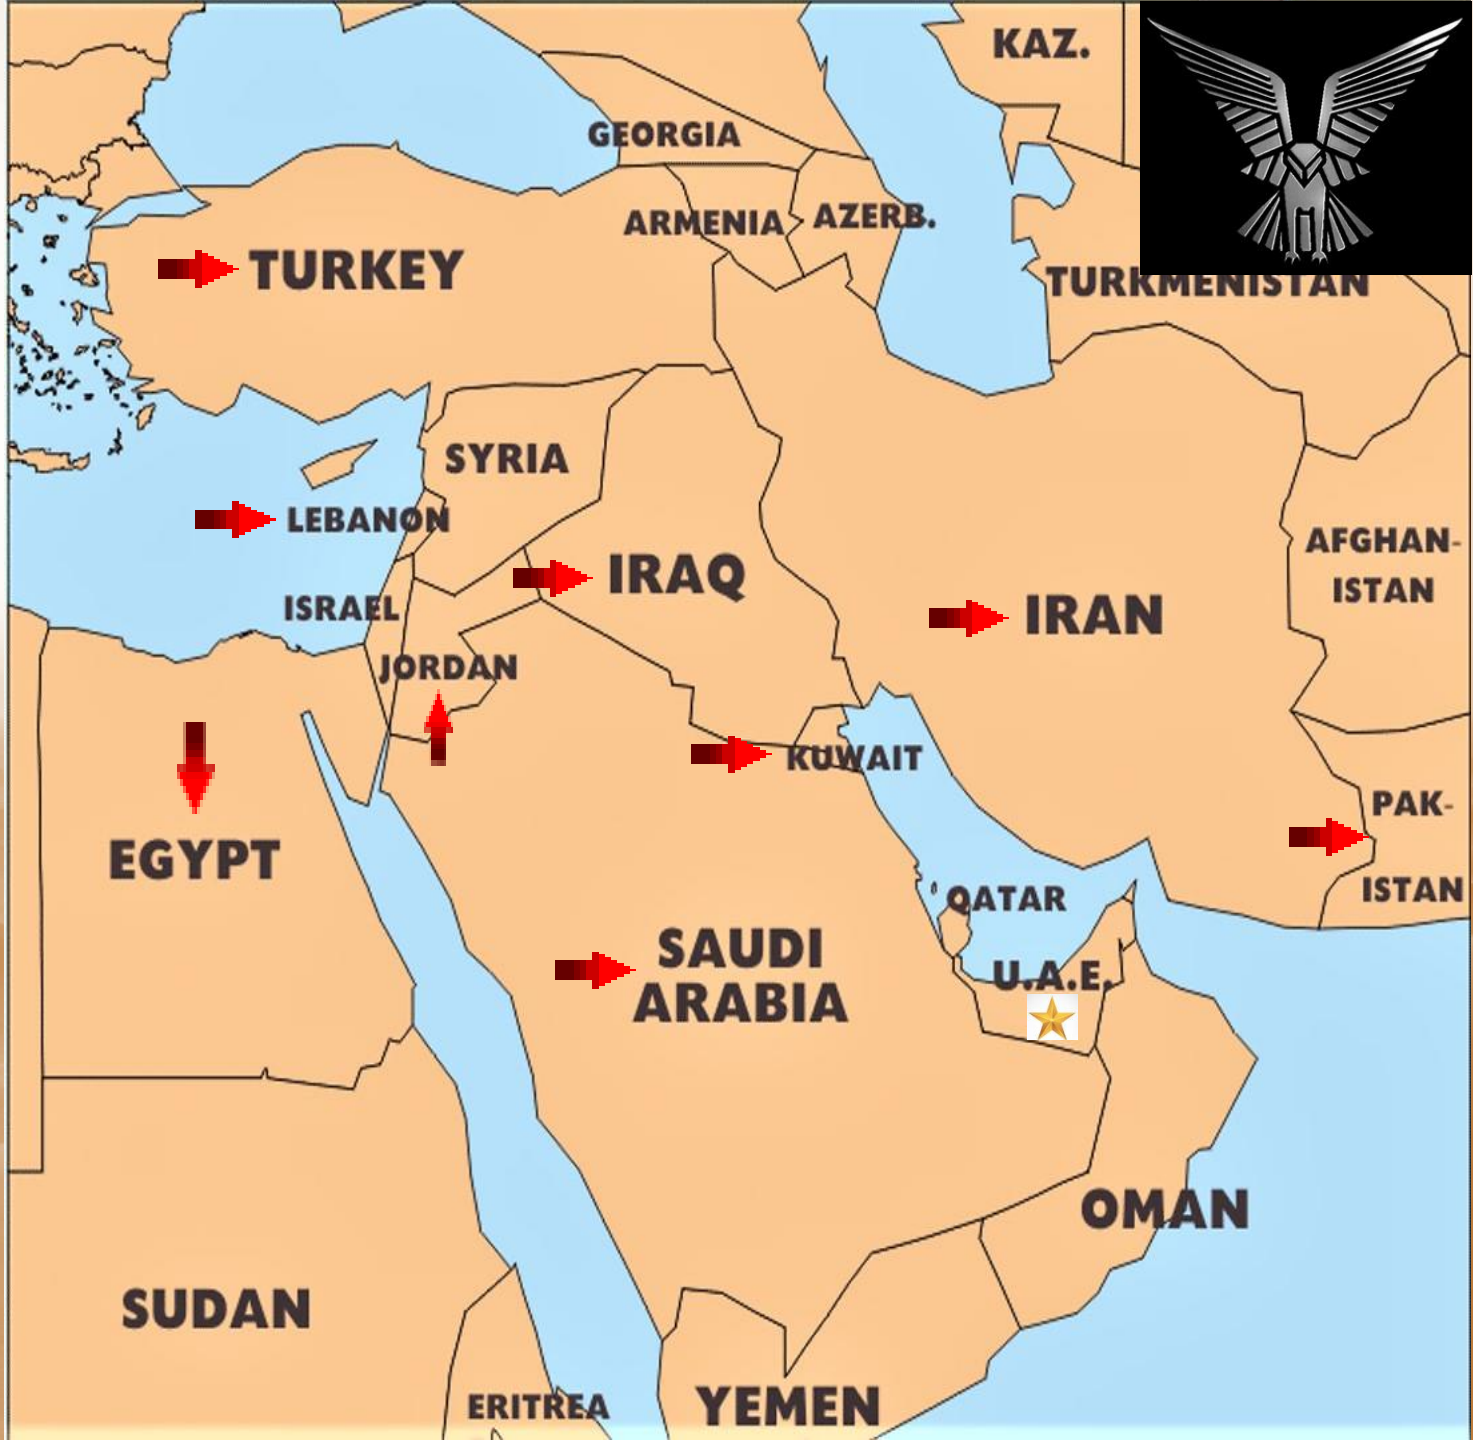 KAZ.
GEORGIA
ARMENIA
AZERB.
TURKEY
TURKMENISTAN
SYRIA
LEBANON
IRAQ
AFGHAN-
ISTAN
ISRAEL
IRAN
JORDAN
KUWAIT
PAK-
ISTAN
EGYPT
QATAR
SAUDI
ARABIA
U.A.E.
OMAN
SUDAN
ERITREA
YEMEN